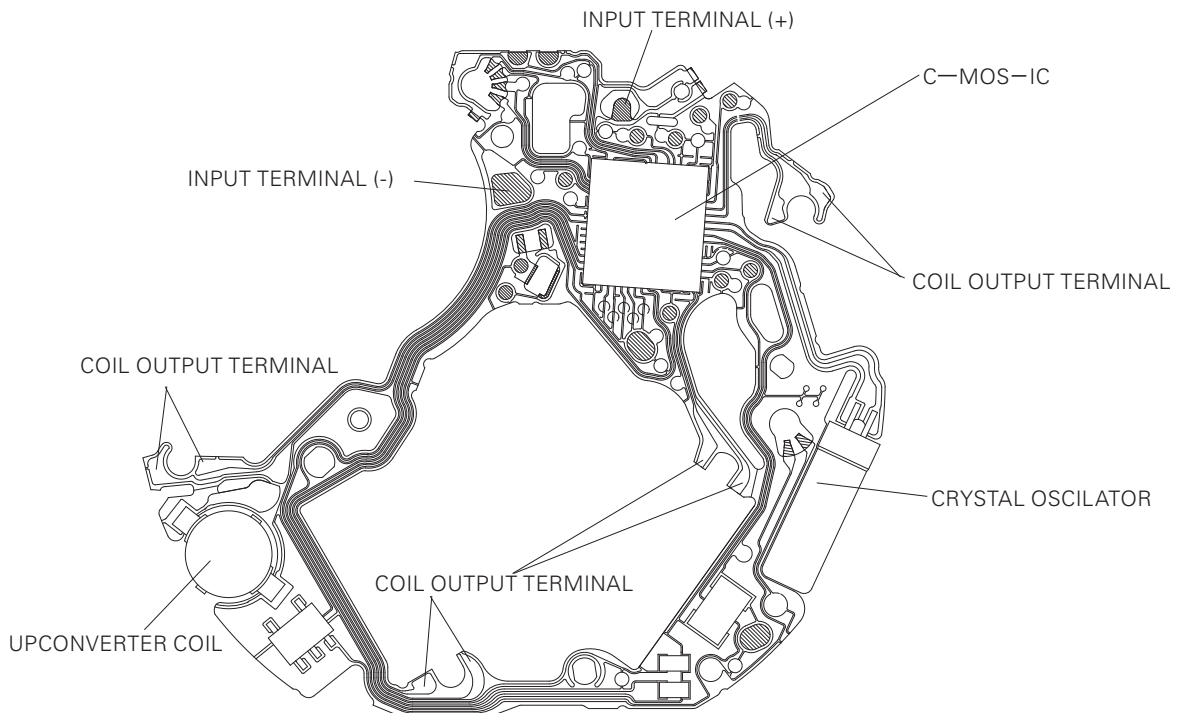 INPUT TERMINAL (+)
C—MOS—IC
INPUT TERMINAL (-)
COIL OUTPUT TERMINAL
COIL OUTPUT TERMINAL
CRYSTAL OSCILATOR
COIL OUTPUT TERMINAL
UPCONVERTER COIL